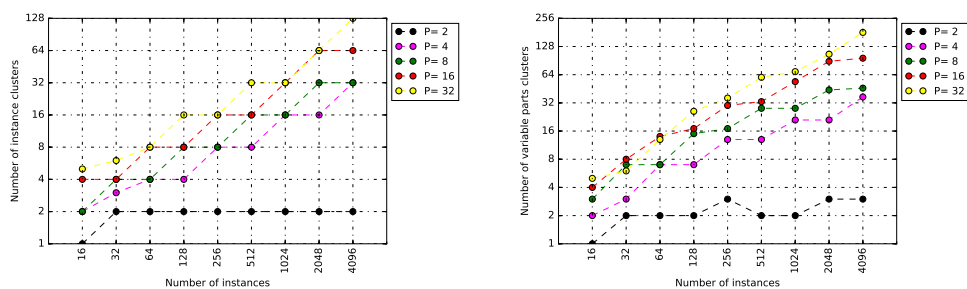 128
64
32
16
8
4
2
1
Number of instance clusters
16 32 64 128 256 512 1024 2048 4096
Number of instances
P= 2
P= 4
P= 8
P= 16
P= 32
256
128
64
32
16
8
4
2
1
Number of variable parts clusters
16 32 64 128 256 512 1024 2048 4096
Number of instances
P= 2
P= 4
P= 8
P= 16
P= 32